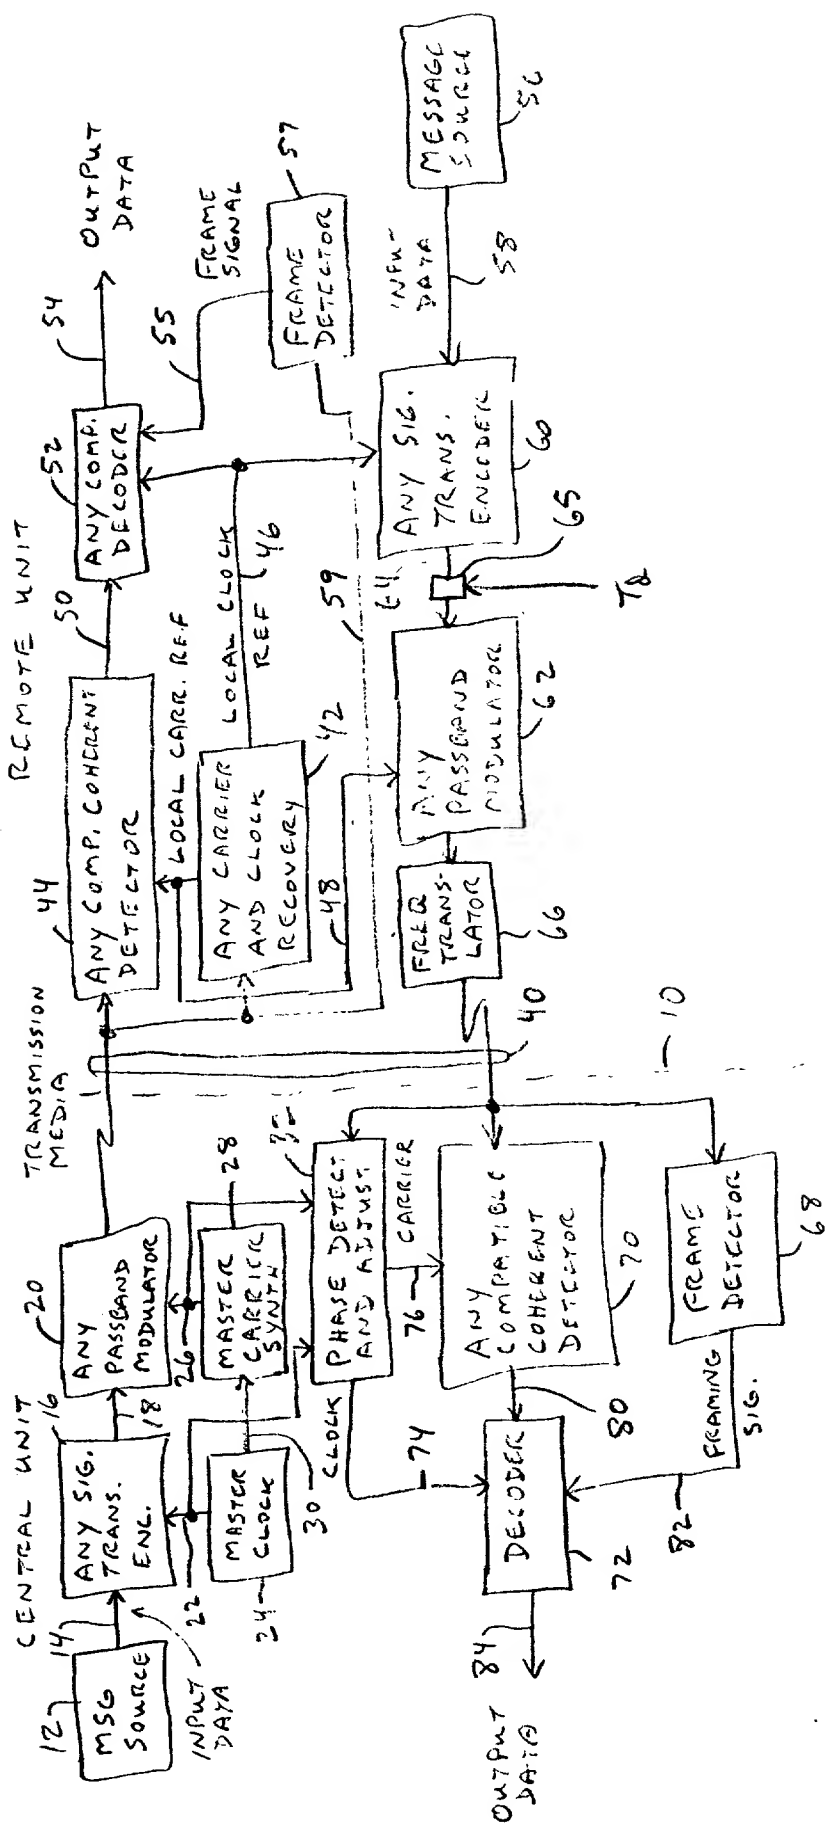 CENTRAL UNIT
12
MSG
SOURCE
14
INPUT
DATA
16
ANY SIG.
TRANS.
ENC.
18
20
ANY
PASSBAND
MODULATOR
22
24
MASTER
CLOCK
26
28
MASTER
CARRIER
SYNTH
30
32
PHASE DETECT
AND ADJUST
CLOCK
74
CARRIER
76
ANY
COMPATIBLE
COHERENT
DETECTOR
70
80
DECODER
72
84
OUTPUT
DATA
FRAME
DETECTOR
68
FRAMING
SIG.
82
TRANSMISSION
MEDIA
40
10
REMOTE UNIT
44
ANY COMP. COHERENT
DETECTOR
50
52
ANY COMP.
DECODER
54
OUTPUT
DATA
LOCAL CARR. REF
ANY CARRIER
AND CLOCK
RECOVERY
42
48
LOCAL CLOCK
REF
46
55
FRAME
SIGNAL
57
FRAME
DETECTOR
59
MESSAGE
SOURCE
56
INPUT
DATA
58
ANY SIG.
TRANS.
ENCODER
60
64
65
Td
ANY
PASSBAND
MODULATOR
62
FREQ
TRANS-
LATOR
66